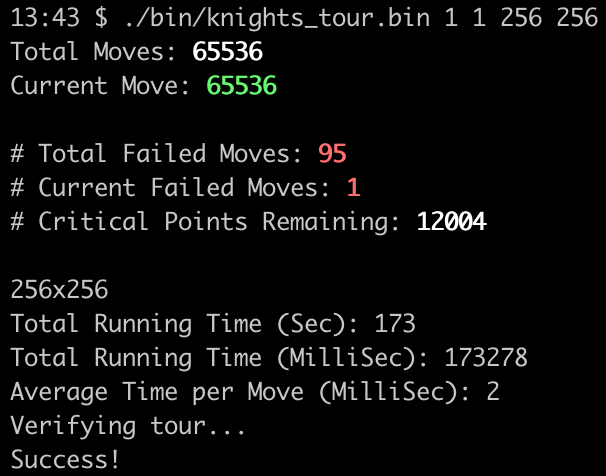 13:43 $ ./bin/knights_tour.bin 1 1 256 256
Total Moves: 65536
Current Move: 65536
# Total Failed Moves: 95
# Current Failed Moves: 1
# Critical Points Remaining: 12004
256x256
Total Running Time (Sec): 173
Total Running Time (MilliSec): 173278
Average Time per Move (MilliSec): 2
Verifying tour...
Success!